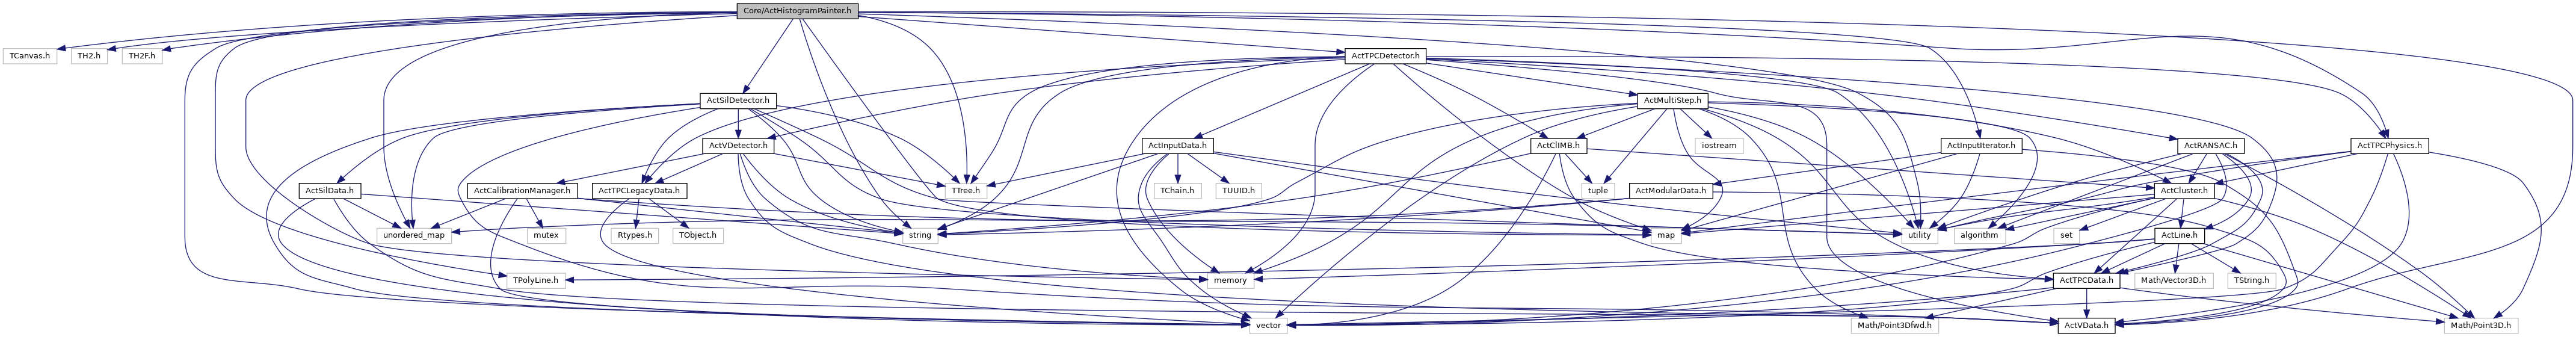 Core/ActHistogramPainter.h
TCanvas.h
TH2.h
TH2F.h
ActTPCDetector.h
ActSilDetector.h
ActMultiStep.h
ActVDetector.h
ActInputData.h
ActClIMB.h
iostream
ActInputIterator.h
ActRANSAC.h
ActTPCPhysics.h
ActSilData.h
ActCalibrationManager.h
ActTPCLegacyData.h
TTree.h
TChain.h
TUUID.h
tuple
ActModularData.h
ActCluster.h
unordered_map
mutex
Rtypes.h
TObject.h
string
map
utility
algorithm
set
ActLine.h
TPolyLine.h
memory
ActTPCData.h
Math/Vector3D.h
TString.h
vector
Math/Point3Dfwd.h
ActVData.h
Math/Point3D.h